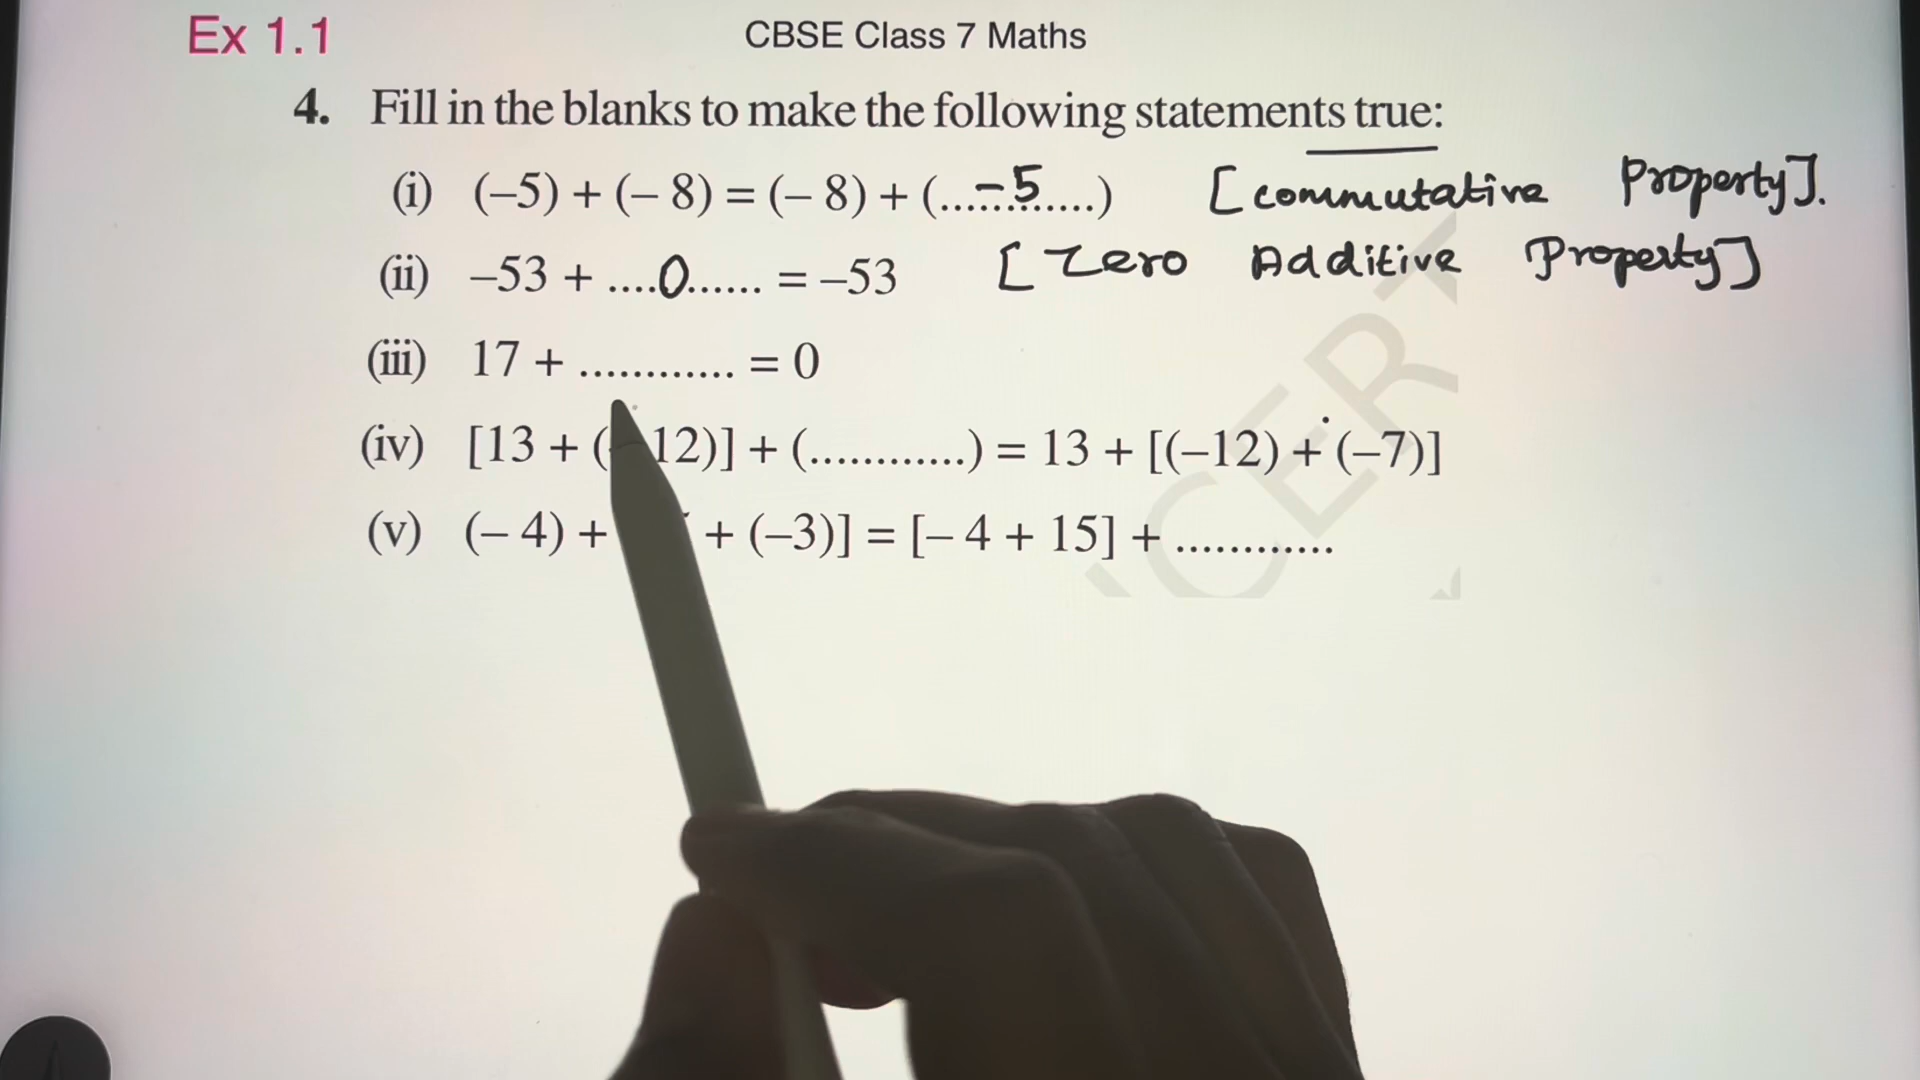 Ex 1.1
CBSE Class 7 Maths
4. Fill in the blanks to make the following statements true:
(i) (–5) + (– 8) = (– 8) + (...–5...) [commutative Property].
(ii) –53 + ....0...... = –53 [Zero Additive Property]
(iii) 17 + ............ = 0
(iv) [13 + ( 12)] + (............) = 13 + [(–12) + (–7)]
(v) (– 4) + + (–3)] = [– 4 + 15] + ............
NCERT